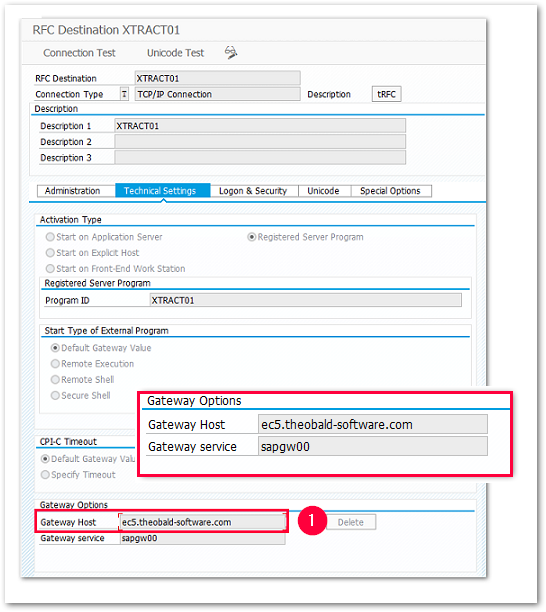 RFC Destination XTRACT01
Connection Test Unicode Test
RFC Destination XTRACT01
Connection Type T TCP/IP Connection Description tRFC
Description
Description 1 XTRACT01
Description 2
Description 3
Administration Technical Settings Logon & Security Unicode Special Options
Activation Type
Start on Application Server Registered Server Program
Start on Explicit Host
Start on Front-End Work Station
Registered Server Program
Program ID XTRACT01
Start Type of External Program
Default Gateway Value
Remote Execution
Remote Shell
Secure Shell
Gateway Options
Gateway Host ec5.theobald-software.com
Gateway service sapgw00
CPI-C Timeout
Default Gateway Valu
Specify Timeout
Gateway Options
Gateway Host ec5.theobald-software.com 1 Delete
Gateway service sapgw00